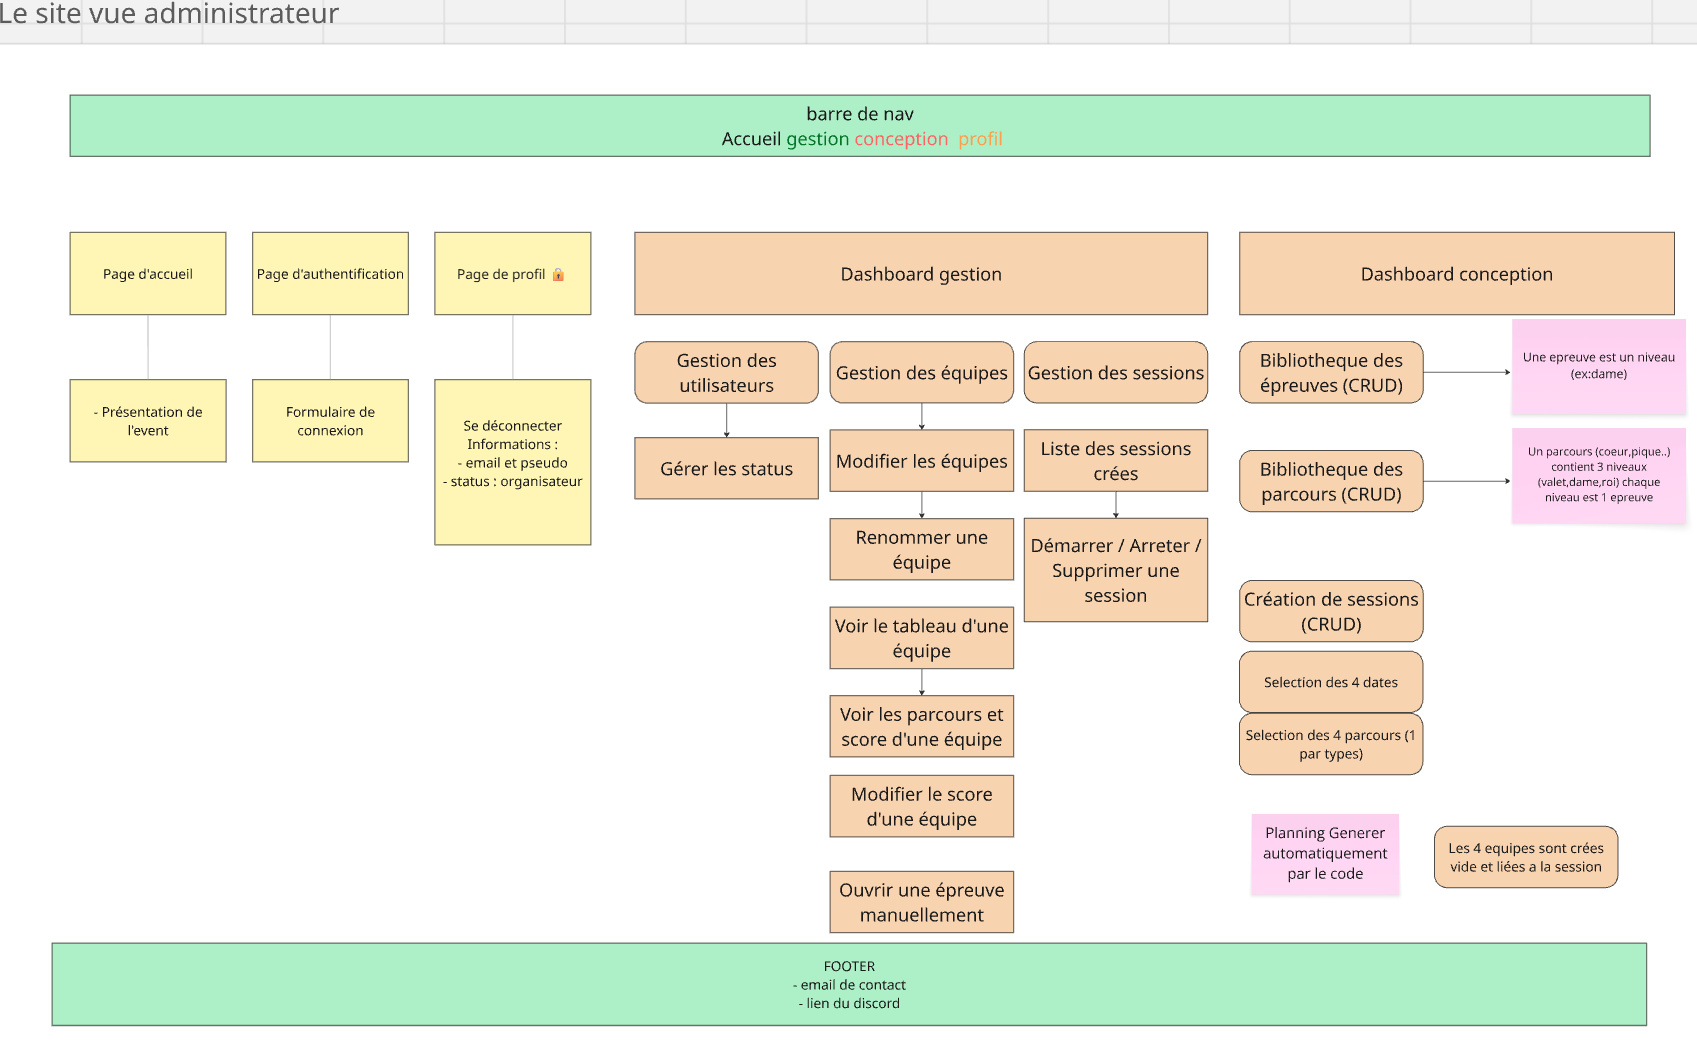 Le site vue administrateur
barre de nav
Accueil gestion conception profil
Page d'accueil
Page d'authentification
Page de profil 🔒
Dashboard gestion
Dashboard conception
- Présentation de
l'event
Formulaire de
connexion
Se déconnecter
Informations :
- email et pseudo
- status : organisateur
Gestion des
utilisateurs
Gérer les status
Gestion des équipes
Modifier les équipes
Renommer une
équipe
Voir le tableau d'une
équipe
Voir les parcours et
score d'une équipe
Modifier le score
d'une équipe
Ouvrir une épreuve
manuellement
Gestion des sessions
Liste des sessions
crées
Démarrer / Arreter /
Supprimer une
session
Bibliotheque des
épreuves (CRUD)
Une epreuve est un niveau
(ex:dame)
Bibliotheque des
parcours (CRUD)
Un parcours (coeur,pique..)
contient 3 niveaux
(valet,dame,roi) chaque
niveau est 1 epreuve
Création de sessions
(CRUD)
Selection des 4 dates
Selection des 4 parcours (1
par types)
Planning Generer
automatiquement
par le code
Les 4 equipes sont crées
vide et liées a la session
FOOTER
- email de contact
- lien du discord